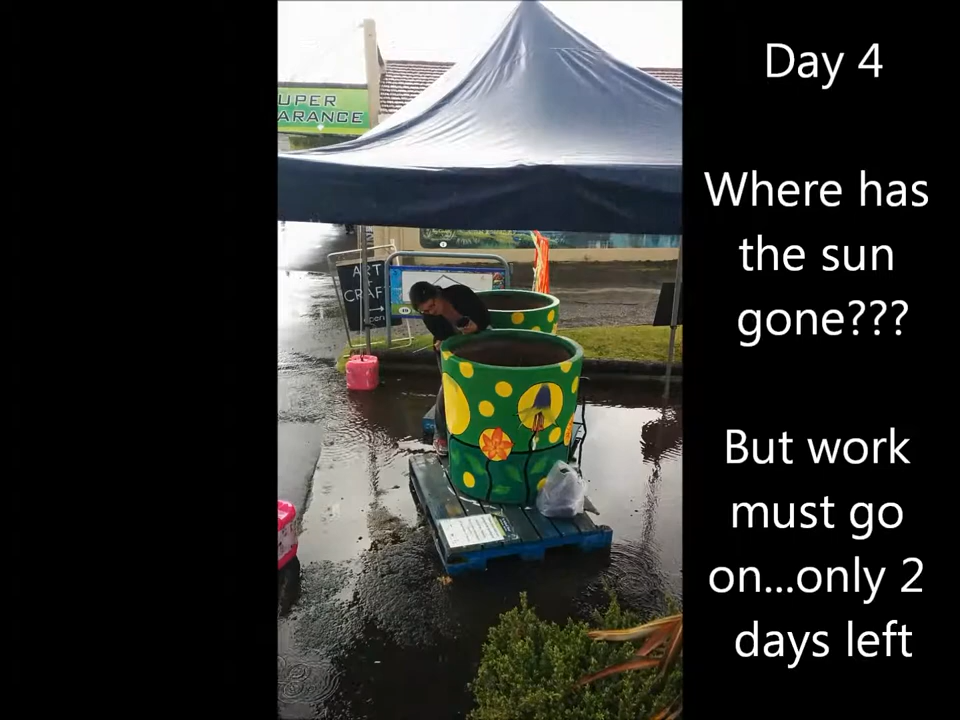 UPER
ARANCE
ART
CRAF
open
Day 4
Where has
the sun
gone???
But work
must go
on...only 2
days left